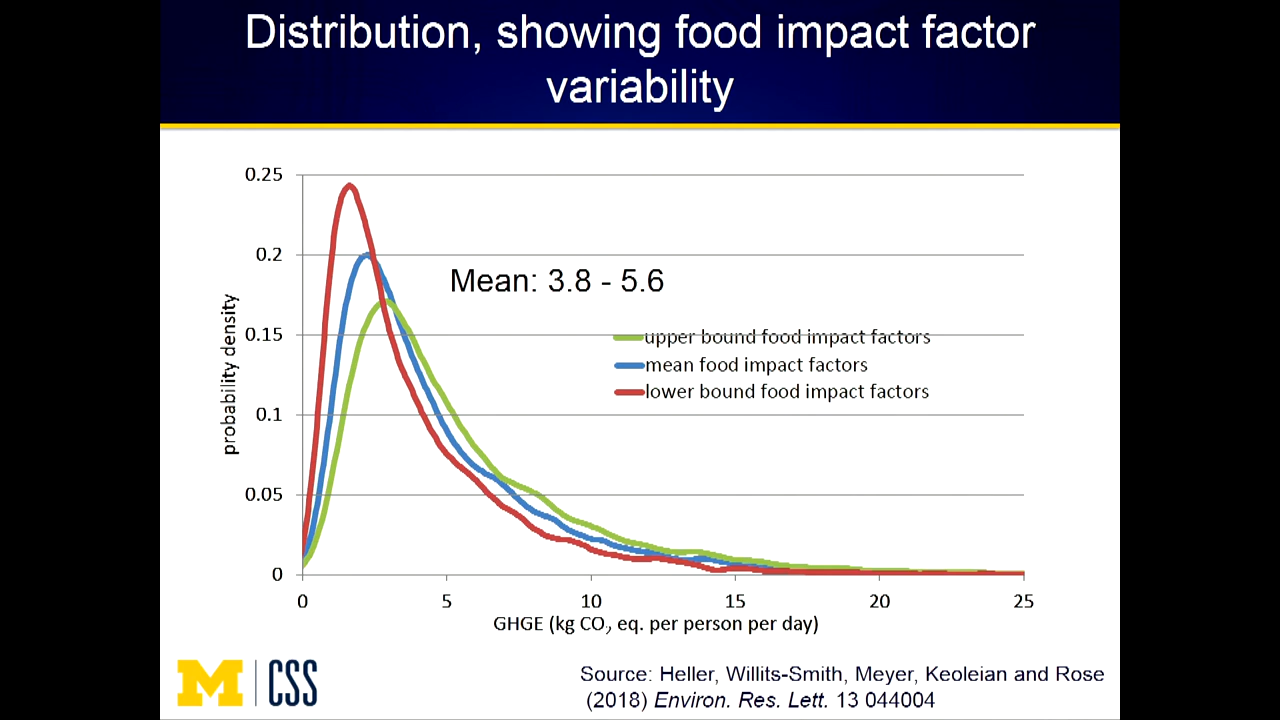 Distribution, showing food impact factor
variability
0.25
0.2
0.15
0.1
0.05
0
probability density
Mean: 3.8 - 5.6
upper bound food impact factors
mean food impact factors
lower bound food impact factors
0 5 10 15 20 25
GHGE (kg CO₂ eq. per person per day)
M CSS
Source: Heller, Willits-Smith, Meyer, Keoleian and Rose
(2018) Environ. Res. Lett. 13 044004